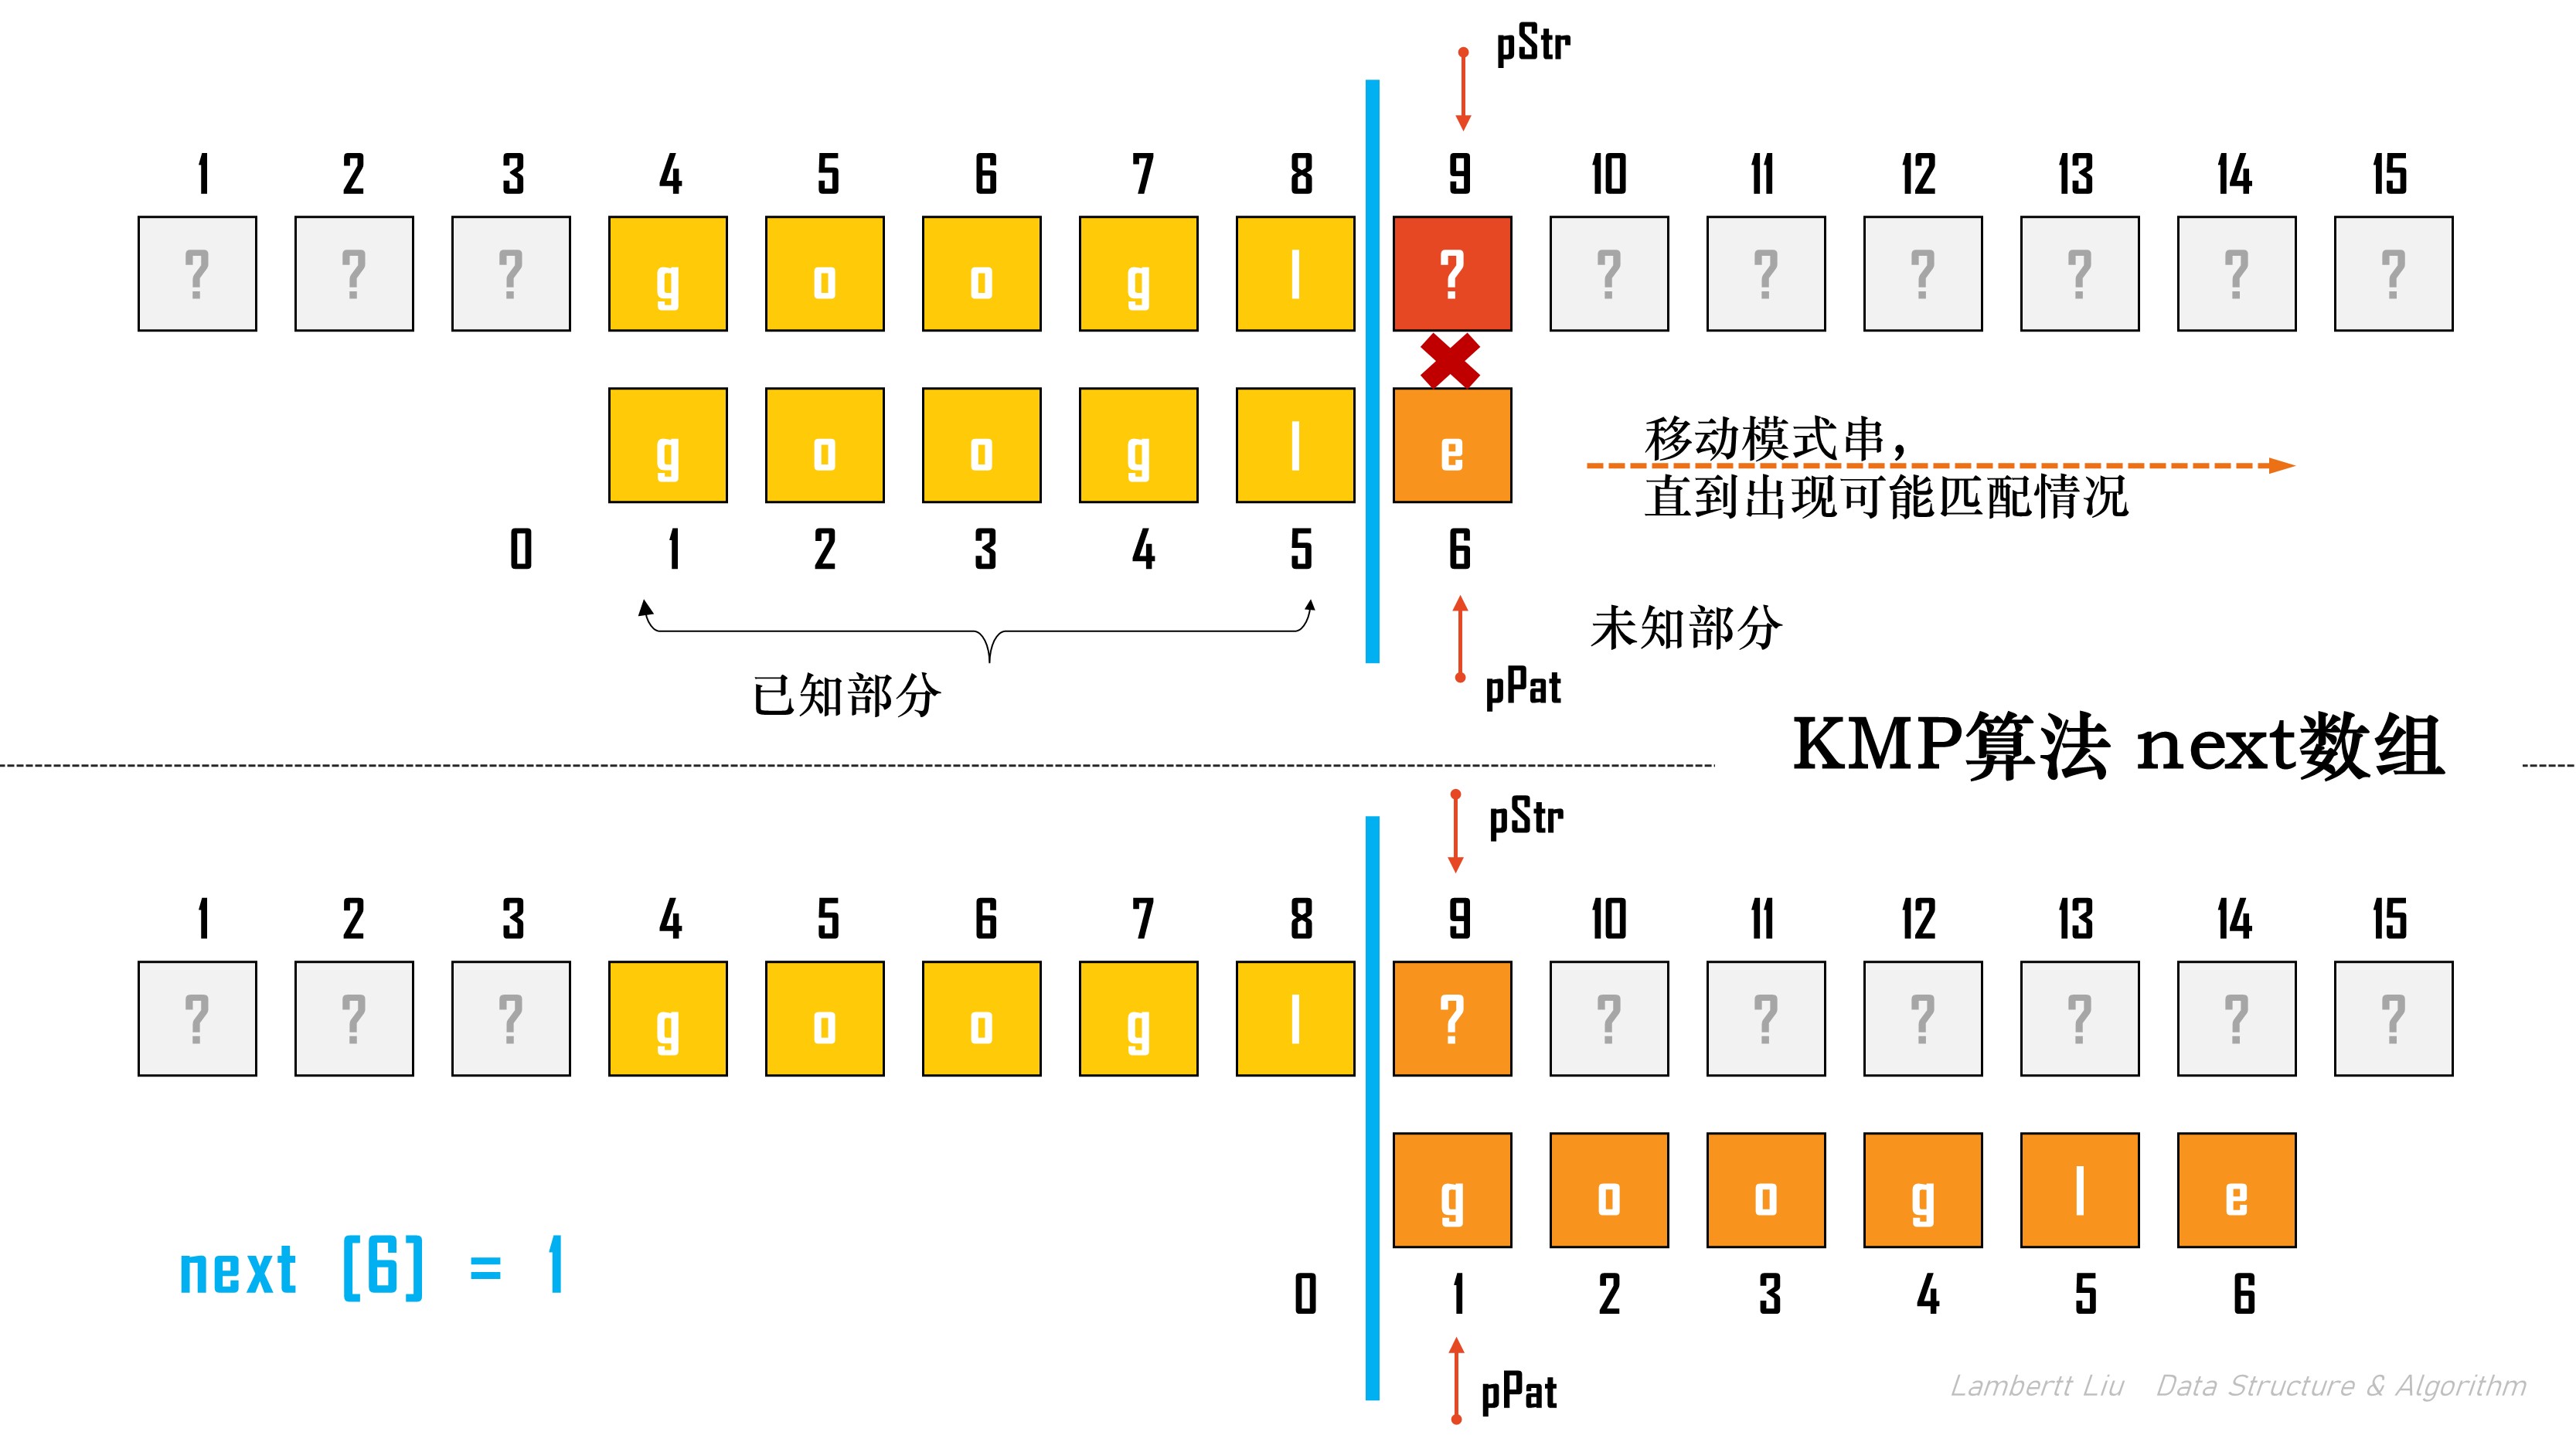 pStr
1 2 3 4 5 6 7 8 9 10 11 12 13 14 15
? ? ? g o o g l ? ? ? ? ? ? ?
g o o g l e
移动模式串，
直到出现可能匹配情况
0 1 2 3 4 5 6
未知部分
已知部分
pPat
KMP算法 next数组
pStr
1 2 3 4 5 6 7 8 9 10 11 12 13 14 15
? ? ? g o o g l ? ? ? ? ? ? ?
g o o g l e
next [6] = 1
0 1 2 3 4 5 6
pPat
Lambertt Liu Data Structure & Algorithm